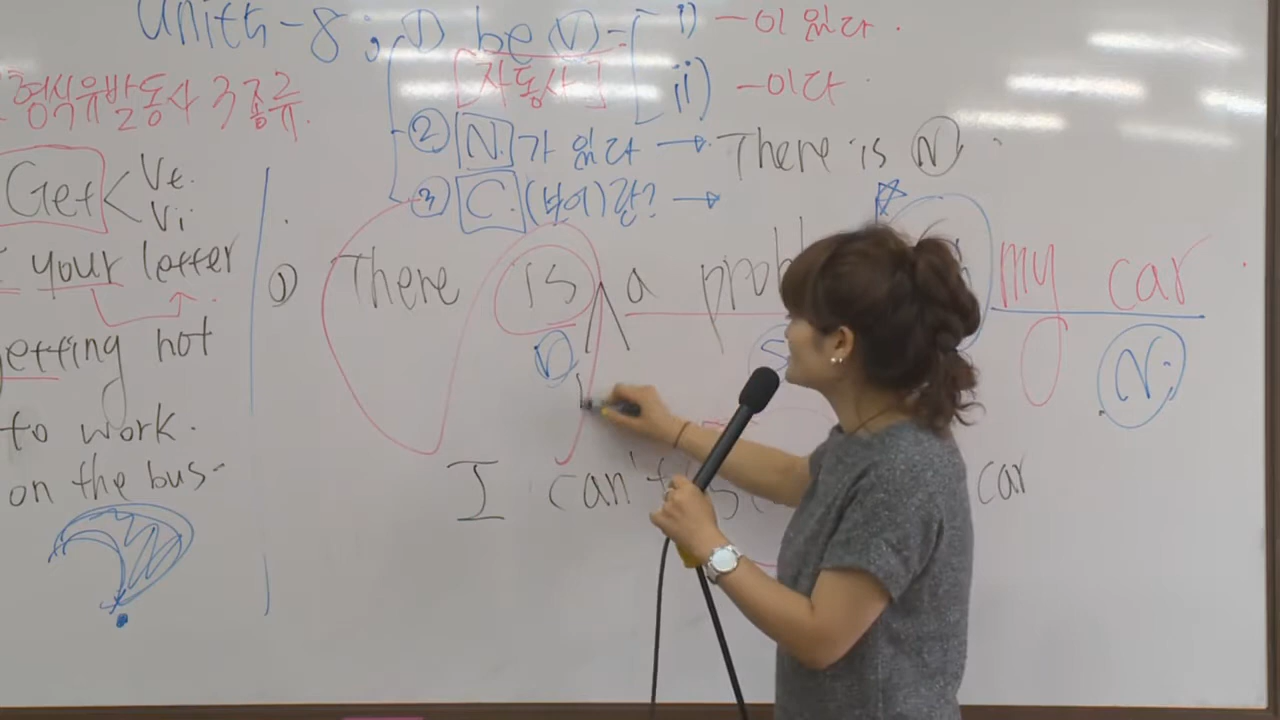 Unit 5-8 : ① be ⓥ = i) -이 있다.
[자동사] ii) -이다.
형식유발동사 3종류.
② N. 가 있다 → There is Ⓝ.
③ C. (보어)란? →
Get < Vt.
Vi
your letter
① There is a my car.
ⓥ N.
getting hot
to work.
on the bus-
I can't car